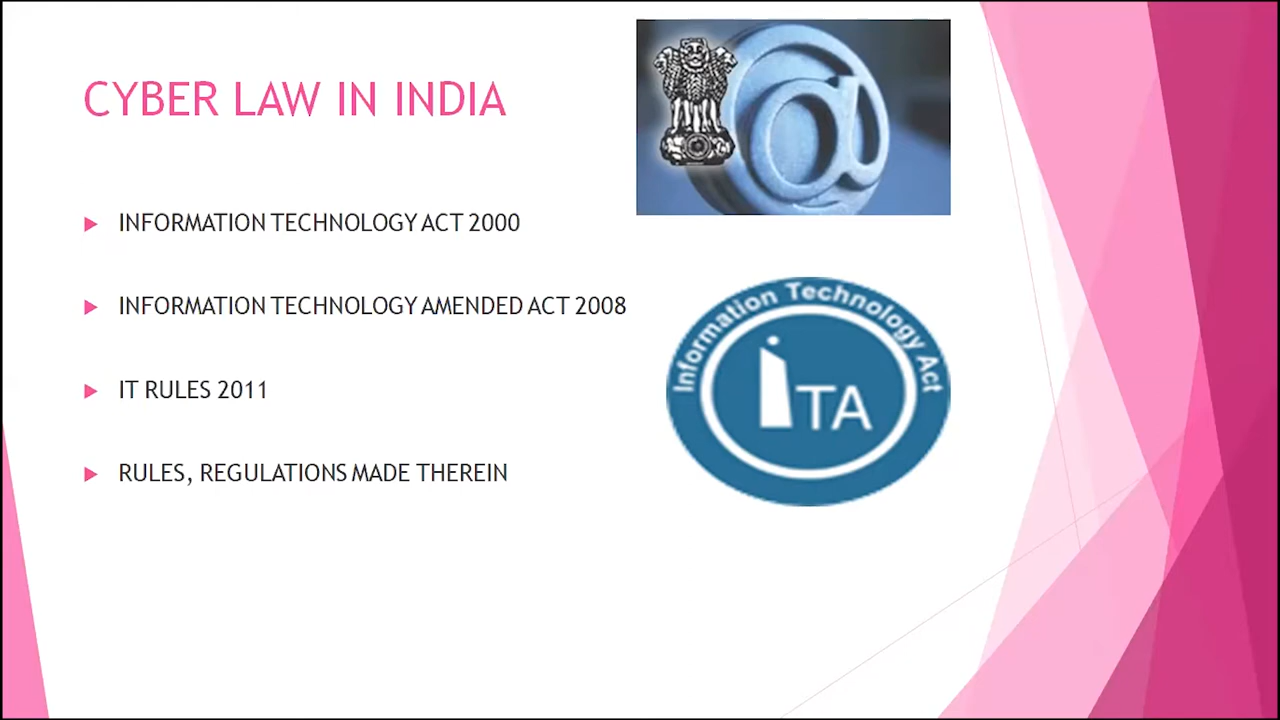 CYBER LAW IN INDIA
INFORMATION TECHNOLOGY ACT 2000
INFORMATION TECHNOLOGY AMENDED ACT 2008
IT RULES 2011
RULES, REGULATIONS MADE THEREIN
@
Information Technology Act
iTA